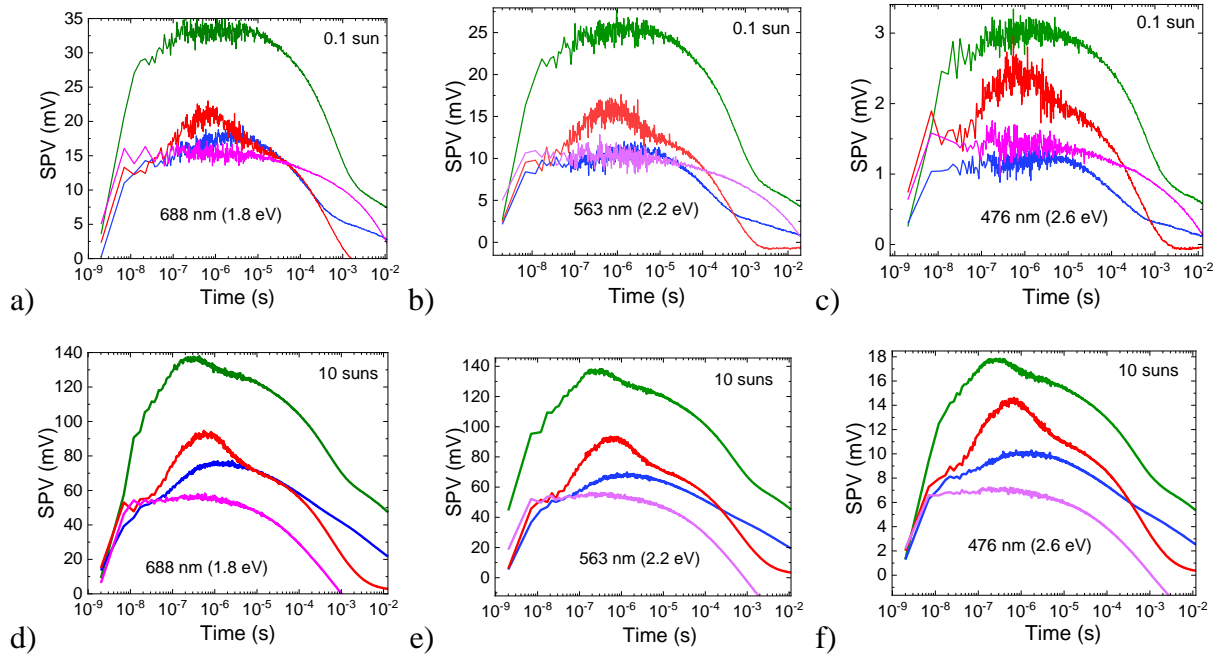 35
30
25
20
15
10
5
0
SPV (mV)
0.1 sun
688 nm (1.8 eV)
10⁻⁹ 10⁻⁸ 10⁻⁷ 10⁻⁶ 10⁻⁵ 10⁻⁴ 10⁻³ 10⁻²
Time (s)
a)
25
20
15
10
5
0
SPV (mV)
0.1 sun
563 nm (2.2 eV)
10⁻⁸ 10⁻⁷ 10⁻⁶ 10⁻⁵ 10⁻⁴ 10⁻³ 10⁻²
Time (s)
b)
3
2
1
0
SPV (mV)
0.1 sun
476 nm (2.6 eV)
10⁻⁹ 10⁻⁸ 10⁻⁷ 10⁻⁶ 10⁻⁵ 10⁻⁴ 10⁻³ 10⁻²
Time (s)
c)
140
120
100
80
60
40
20
0
SPV (mV)
10 suns
688 nm (1.8 eV)
10⁻⁹ 10⁻⁸ 10⁻⁷ 10⁻⁶ 10⁻⁵ 10⁻⁴ 10⁻³ 10⁻²
Time (s)
d)
140
120
100
80
60
40
20
0
SPV (mV)
10 suns
563 nm (2.2 eV)
10⁻⁹ 10⁻⁸ 10⁻⁷ 10⁻⁶ 10⁻⁵ 10⁻⁴ 10⁻³ 10⁻²
Time (s)
e)
18
16
14
12
10
8
6
4
2
0
SPV (mV)
10 suns
476 nm (2.6 eV)
10⁻⁹ 10⁻⁸ 10⁻⁷ 10⁻⁶ 10⁻⁵ 10⁻⁴ 10⁻³ 10⁻²
Time (s)
f)